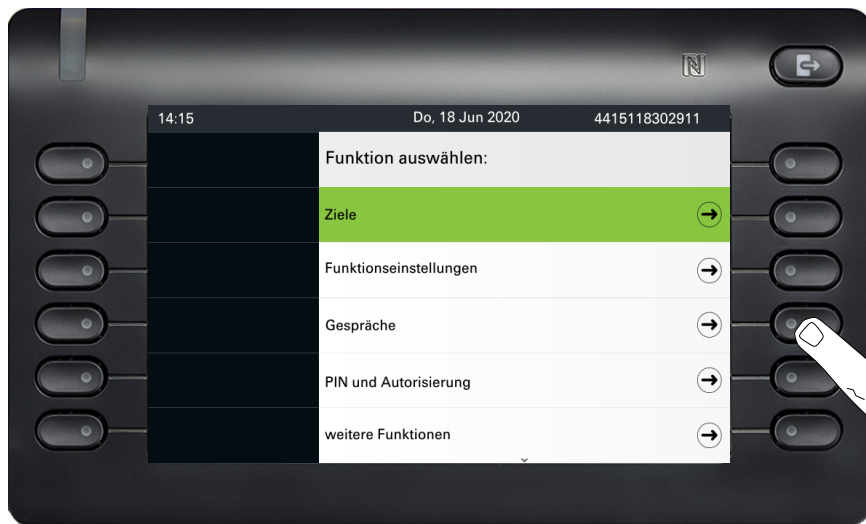 14:15 Do, 18 Jun 2020 4415118302911
Funktion auswählen:
Ziele
Funktionseinstellungen
Gespräche
PIN und Autorisierung
weitere Funktionen